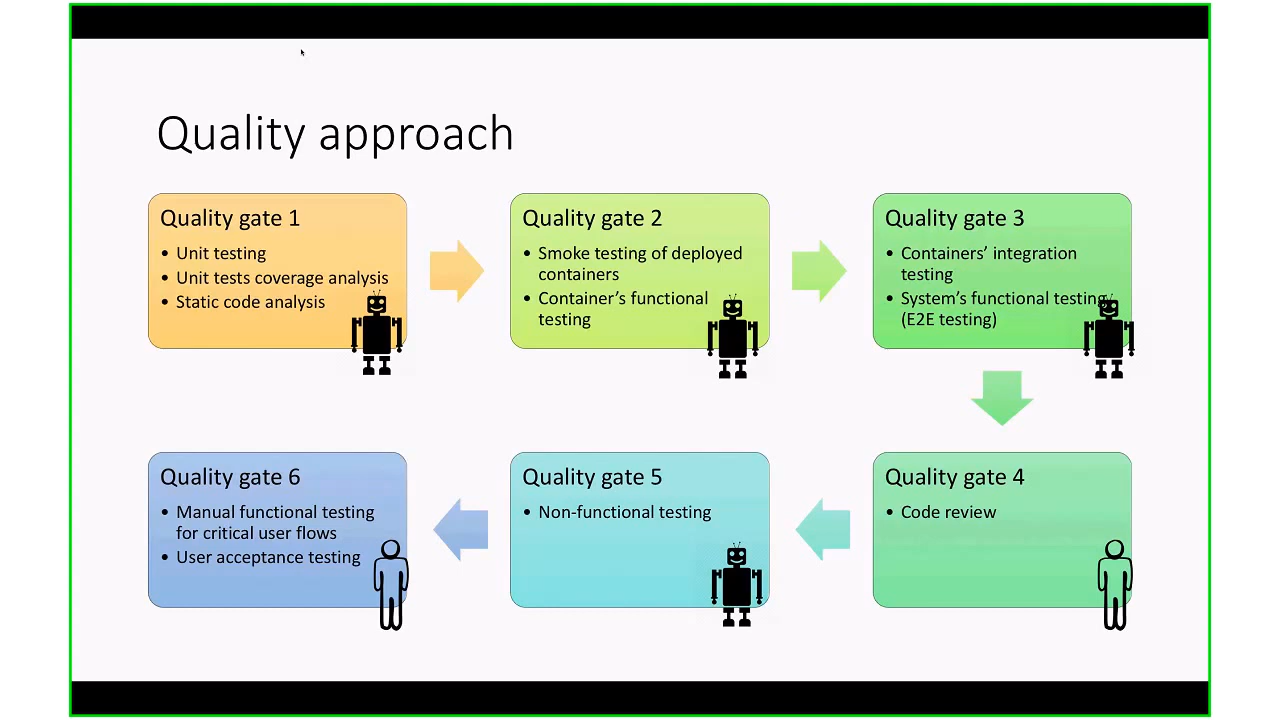 Quality approach
Quality gate 1
• Unit testing
• Unit tests coverage analysis
• Static code analysis
Quality gate 2
• Smoke testing of deployed
containers
• Container's functional
testing
Quality gate 3
• Containers' integration
testing
• System's functional testing
(E2E testing)
Quality gate 4
• Code review
Quality gate 5
• Non-functional testing
Quality gate 6
• Manual functional testing
for critical user flows
• User acceptance testing